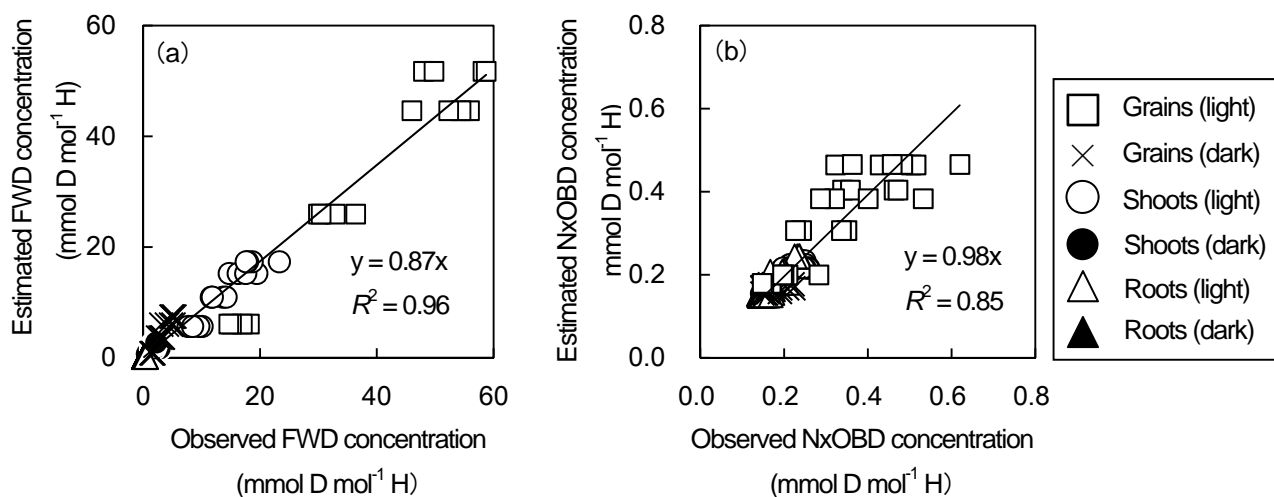 (a)
Estimated FWD concentration
(mmol D mol⁻¹ H)
60
40
20
0
y = 0.87x
R² = 0.96
0 20 40 60
Observed FWD concentration
(mmol D mol⁻¹ H)
(b)
Estimated NxOBD concentration
mmol D mol⁻¹ H)
0.8
0.6
0.4
0.2
0.0
y = 0.98x
R² = 0.85
0.0 0.2 0.4 0.6 0.8
Observed NxOBD concentration
(mmol D mol⁻¹ H)
Grains (light)
Grains (dark)
Shoots (light)
Shoots (dark)
Roots (light)
Roots (dark)